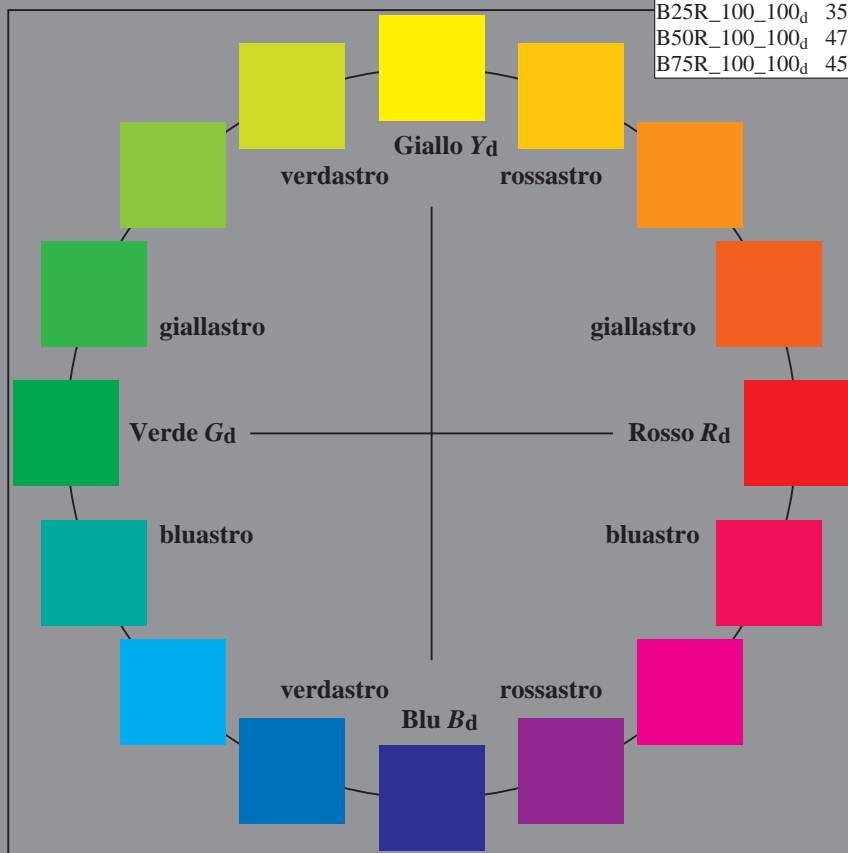 B25R_100_100d 35
B50R_100_100d 47
B75R_100_100d 45
Giallo Yd
verdastro rossastro
giallastro giallastro
Verde Gd Rosso Rd
bluastro bluastro
verdastro rossastro
Blu Bd